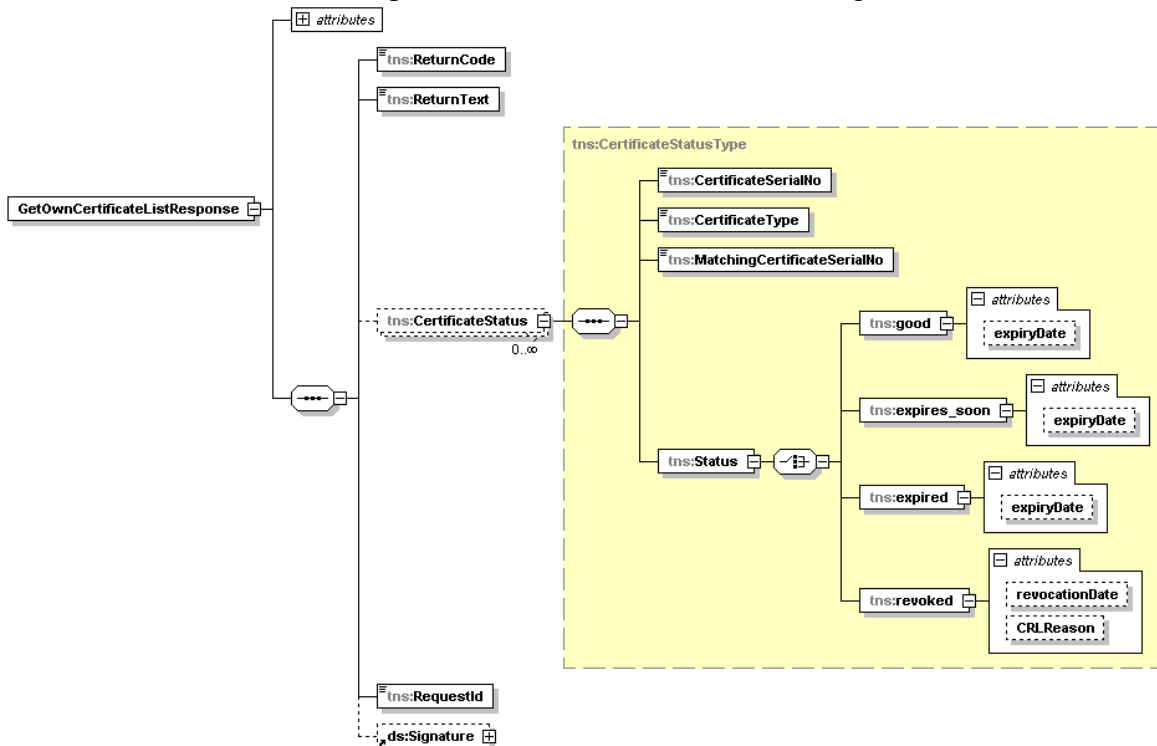 attributes
tns:ReturnCode
tns:ReturnText
GetOwnCertificateListResponse
tns:CertificateStatus
0..∞
tns:CertificateStatusType
tns:CertificateSerialNo
tns:CertificateType
tns:MatchingCertificateSerialNo
tns:Status
tns:good
attributes
expiryDate
tns:expires_soon
attributes
expiryDate
tns:expired
attributes
expiryDate
tns:revoked
attributes
revocationDate
CRLReason
tns:RequestId
ds:Signature